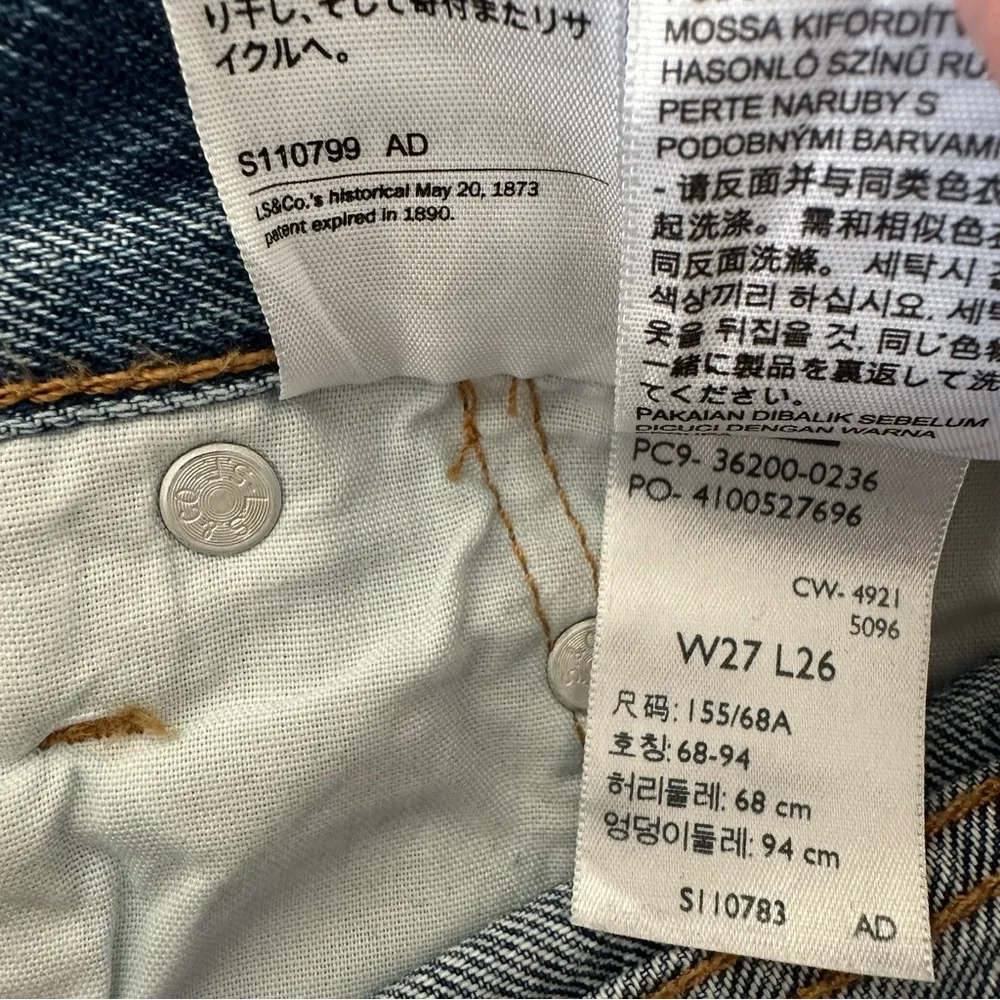 り干し、そして寄付またリサ
イクルへ。
S110799 AD
LS&Co.'s historical May 20, 1873
patent expired in 1890.
MOSSA KIFORDÍTV
HASONLÓ SZÍNŰ RU
PERTE NARUBY S
PODOBNÝMI BARVAMI
- 请反面并与同类色衣
起洗涤。 需和相似色衣
同反面洗滌。 세탁시
색상끼리 하십시요. 세탁
옷을 뒤집을 것. 同じ色
一緒に製品を裏返して洗
てください。
PAKAIAN DIBALIK SEBELUM
DICUCI DENGAN WARNA
PC9- 36200-0236
PO- 4100527696
CW- 4921
5096
W27 L26
尺码: 155/68A
호칭: 68-94
허리둘레: 68 cm
엉덩이둘레: 94 cm
S110783 AD